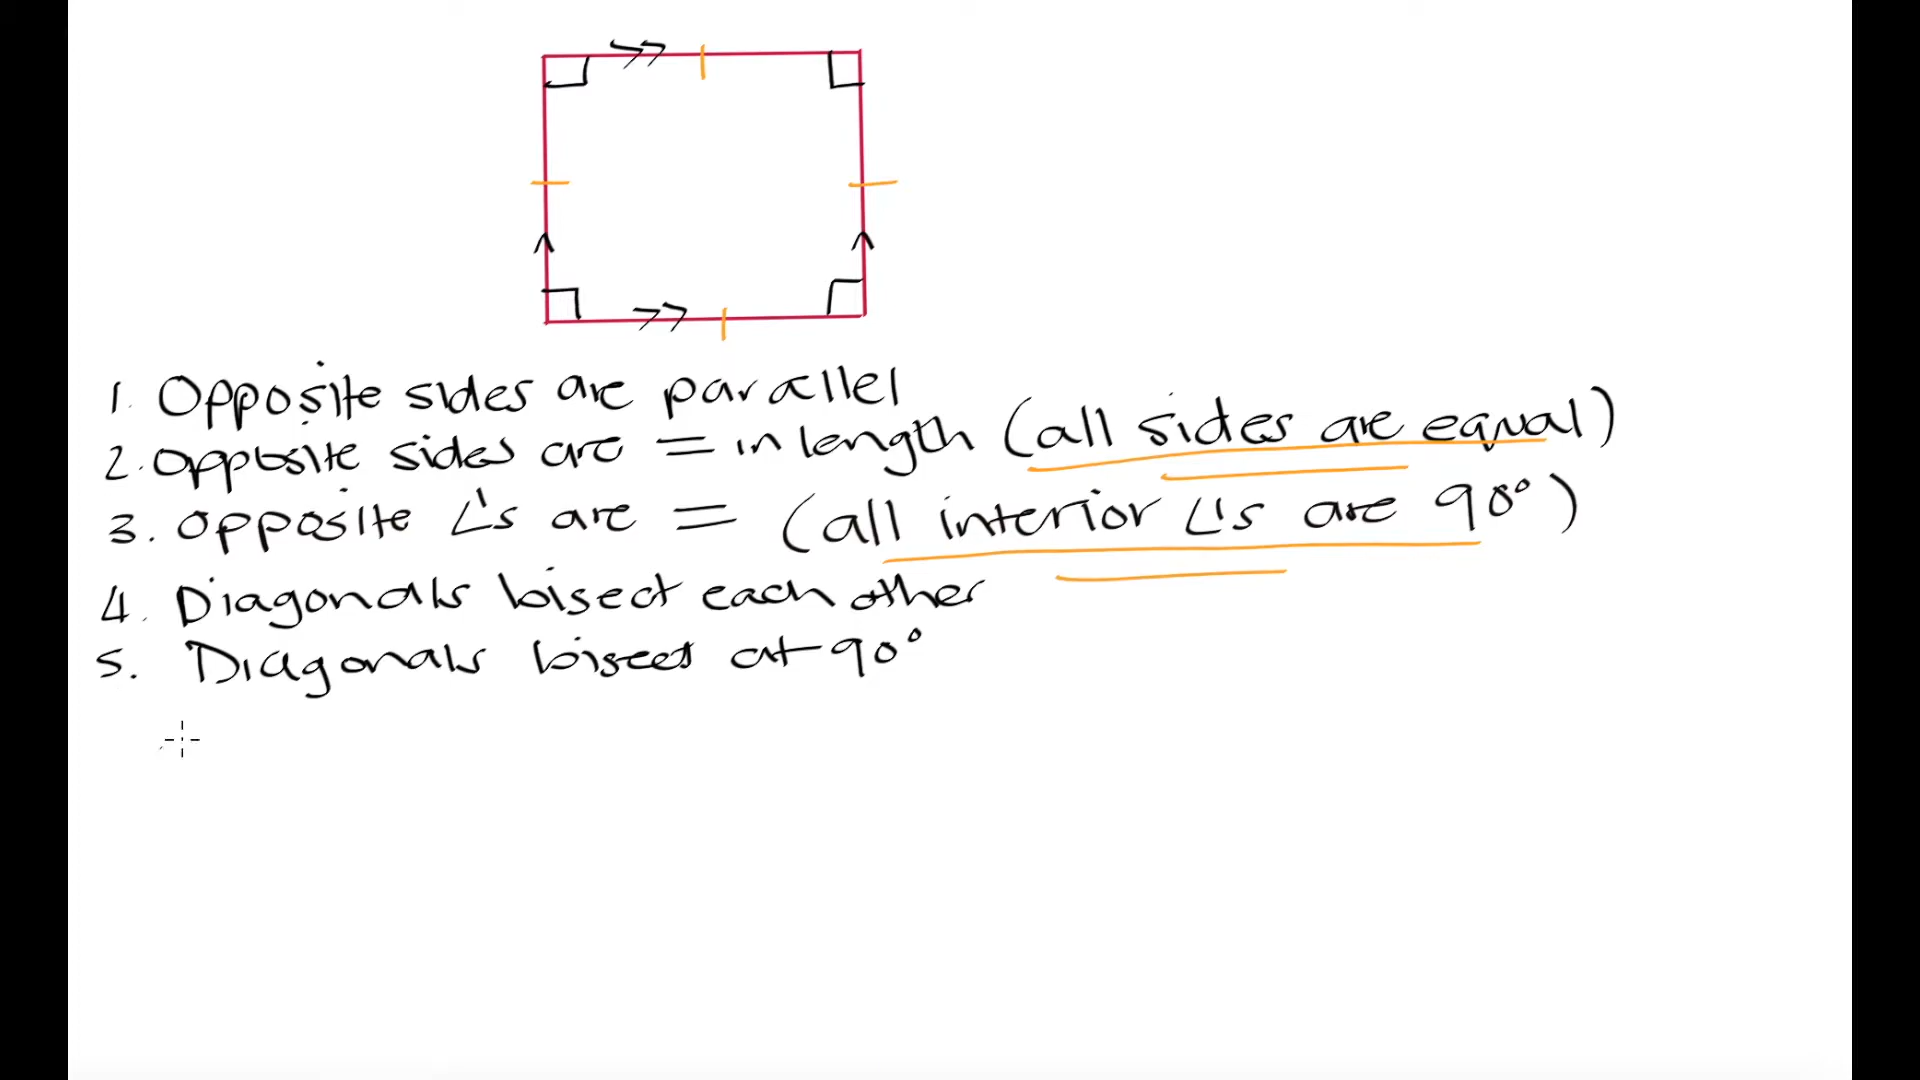 1. Opposite sides are parallel
2. Opposite sides are = in length (all sides are equal)
3. Opposite ∠'s are = (all interior ∠'s are 90°)
4. Diagonals bisect each other
5. Diagonals bisect at 90°